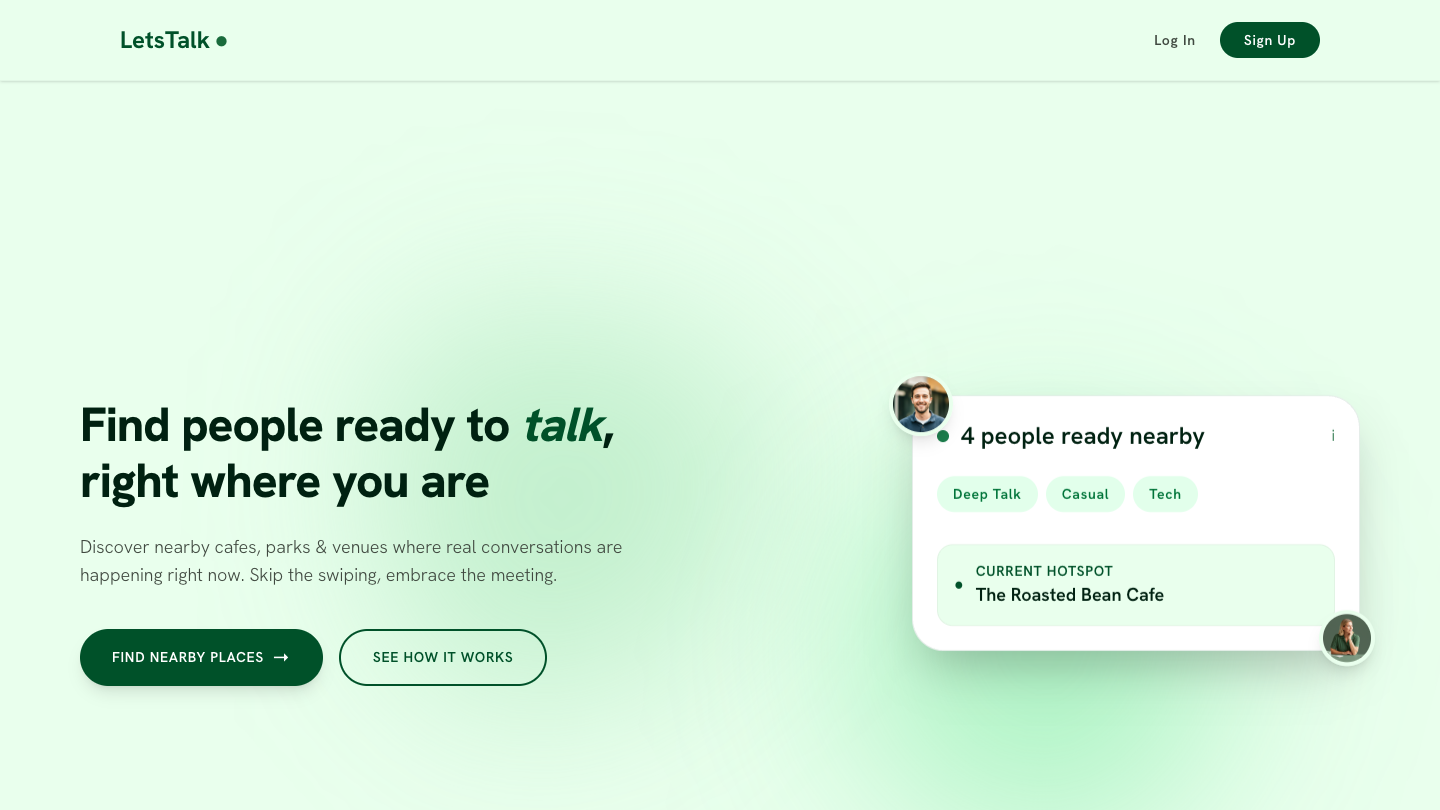 LetsTalk
Log In
Sign Up
Find people ready to talk,
right where you are
Discover nearby cafes, parks & venues where real conversations are
happening right now. Skip the swiping, embrace the meeting.
FIND NEARBY PLACES →
SEE HOW IT WORKS
4 people ready nearby
i
Deep Talk
Casual
Tech
CURRENT HOTSPOT
The Roasted Bean Cafe